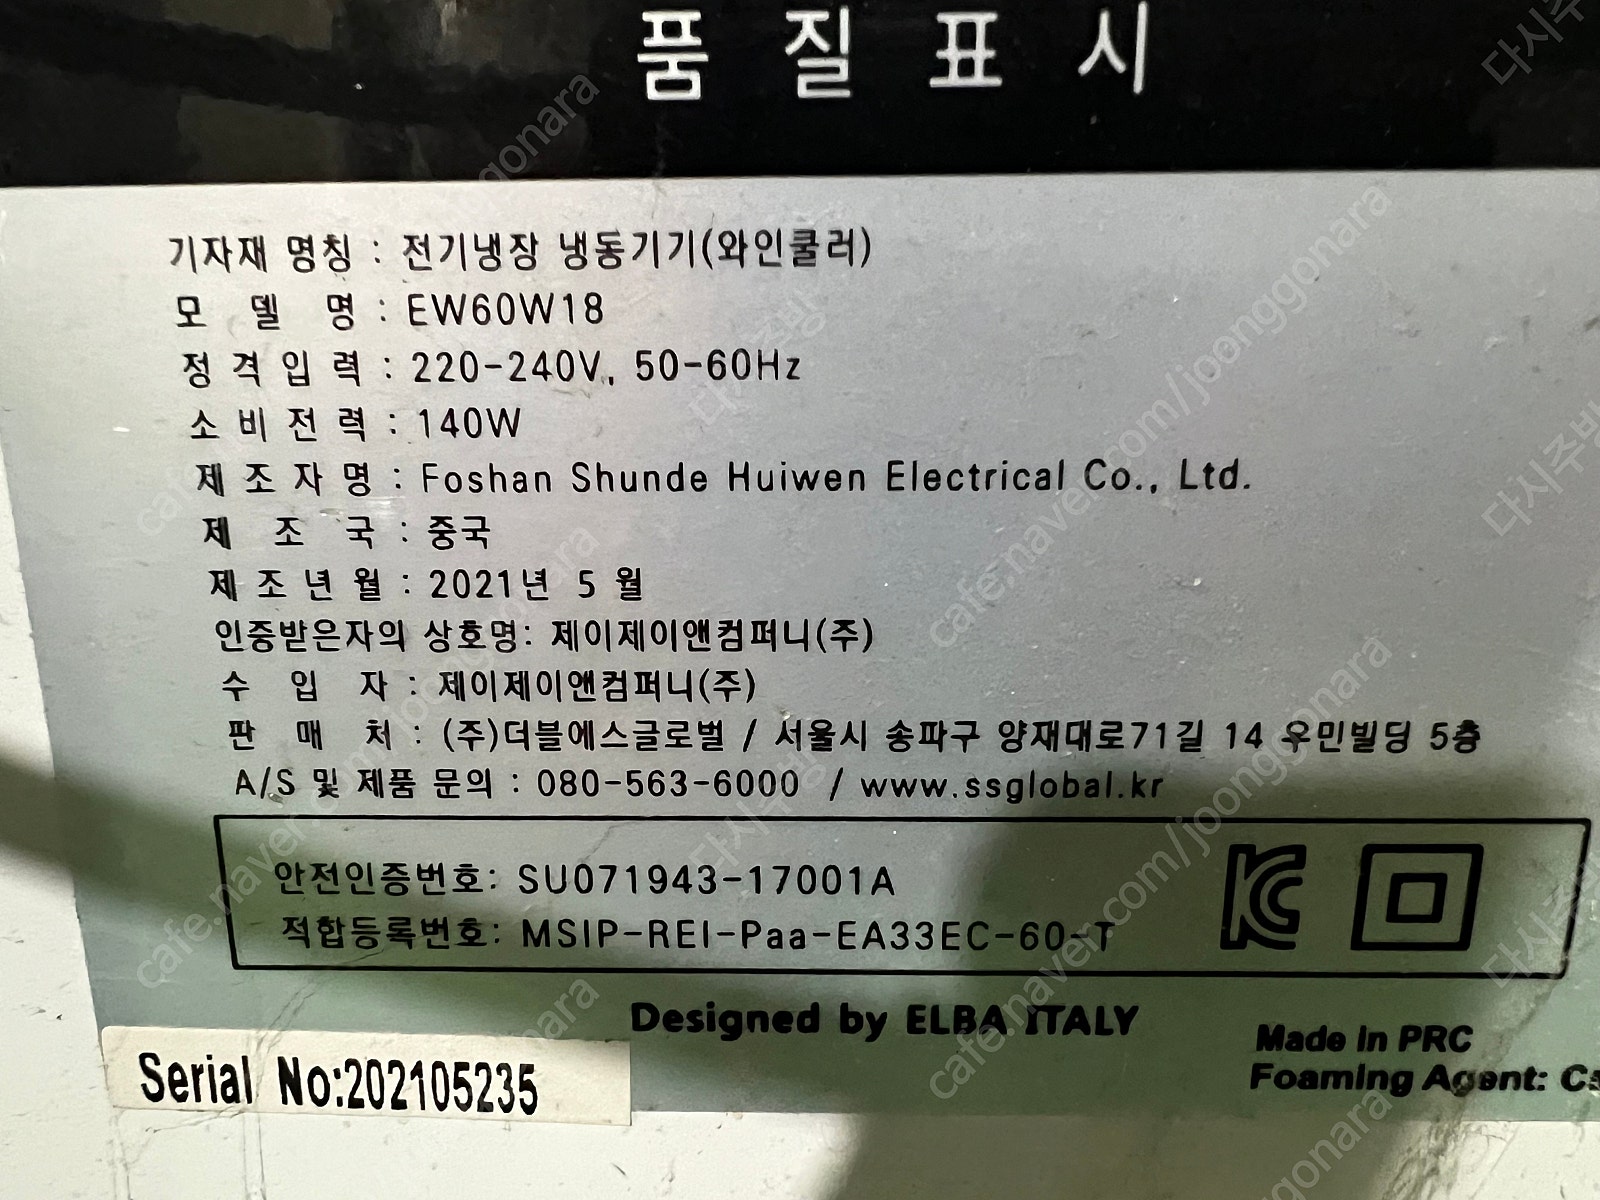 품 질 표 시
기자재 명칭 : 전기냉장 냉동기기(와인쿨러)
모 델 명 : EW60W18
정 격 입 력 : 220-240V, 50-60Hz
소 비 전 력 : 140W
제 조 자 명 : Foshan Shunde Huiwen Electrical Co., Ltd.
제 조 국 : 중국
제 조 년 월 : 2021년 5 월
인증받은자의 상호명: 제이제이앤컴퍼니(주)
수 입 자 : 제이제이앤컴퍼니(주)
판 매 처 : (주)더블에스글로벌 / 서울시 송파구 양재대로71길 14 우민빌딩 5층
A/S 및 제품 문의 : 080-563-6000 / www.ssglobal.kr
안전인증번호: SU071943-17001A
적합등록번호: MSIP-REI-Paa-EA33EC-60-T
Designed by ELBA ITALY
Made in PRC
Foaming Agent:
Serial No:202105235
cafe.naver.com/joonggonara
다시주방